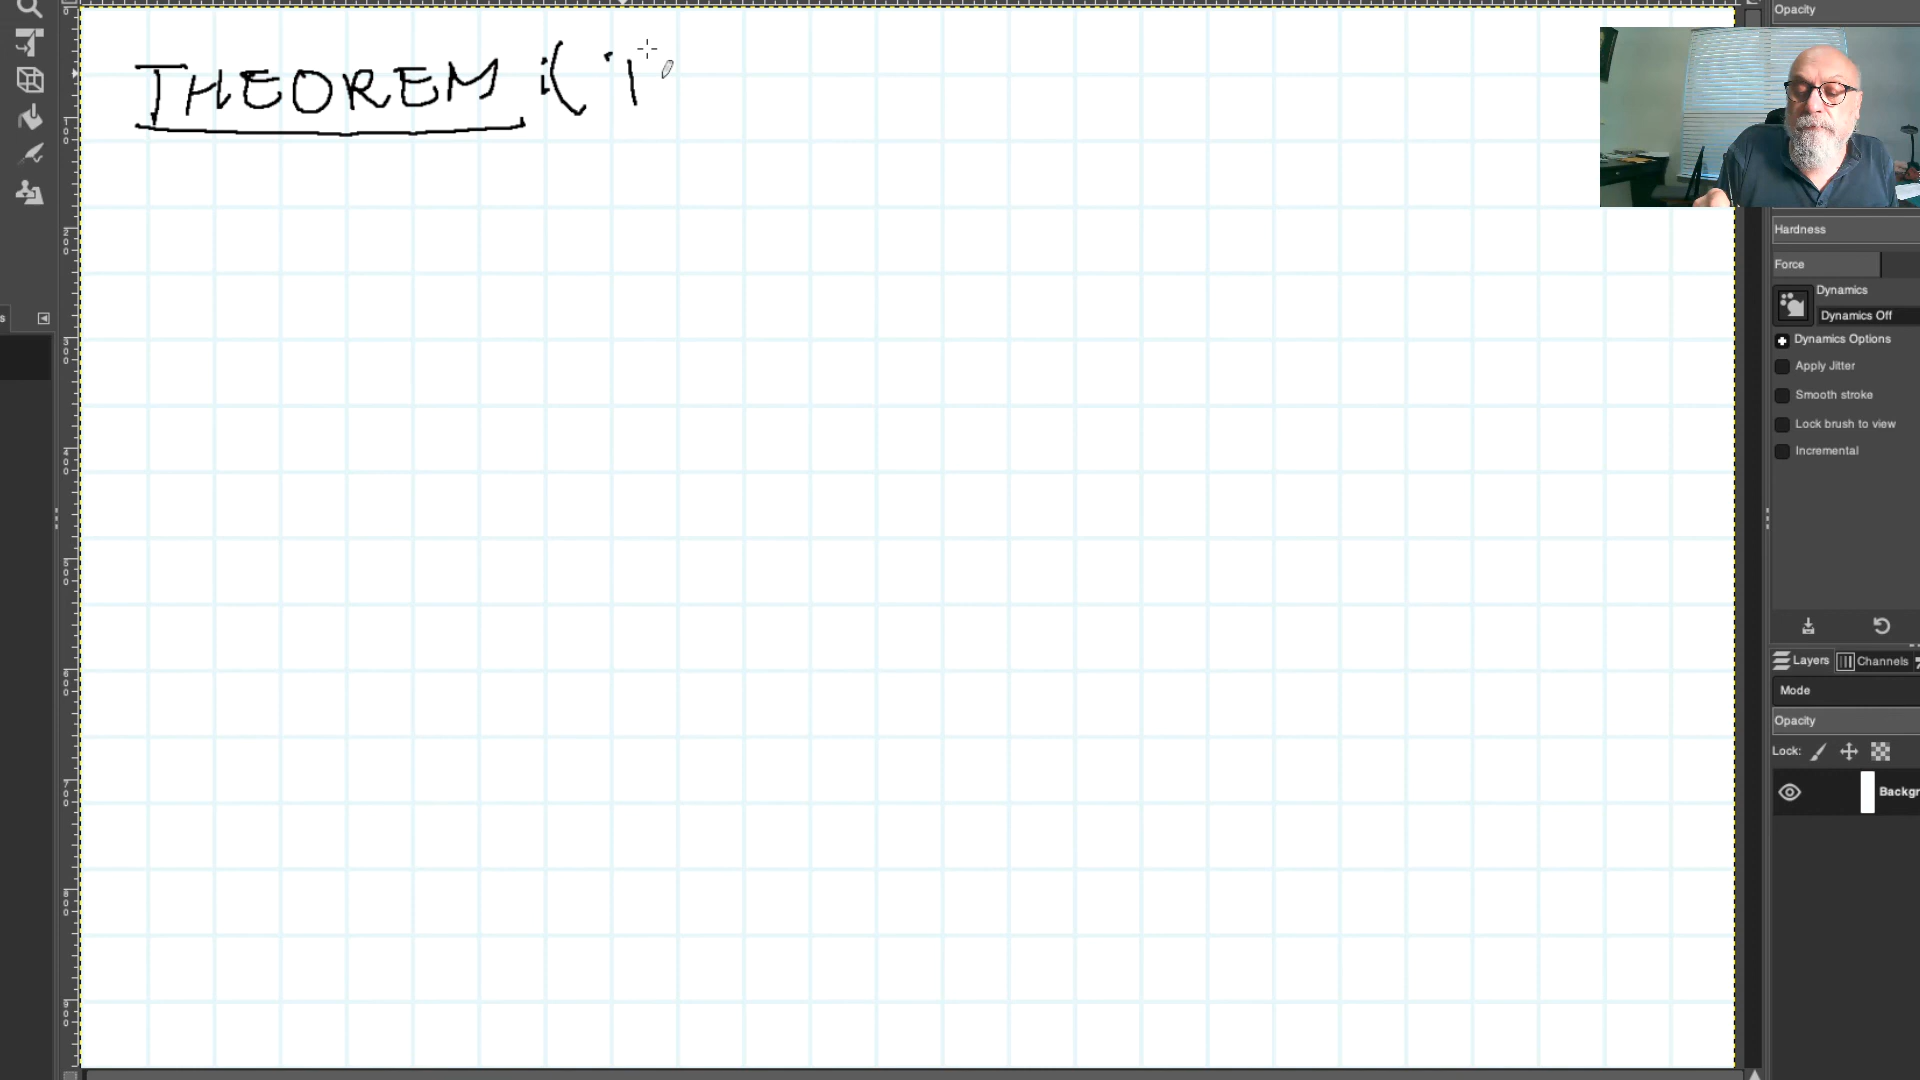 THEOREM :(
Opacity
Hardness
Force
Dynamics
Dynamics Off
Dynamics Options
Apply Jitter
Smooth stroke
Lock brush to view
Incremental
Layers Channels
Mode
Opacity
Lock:
Backgr